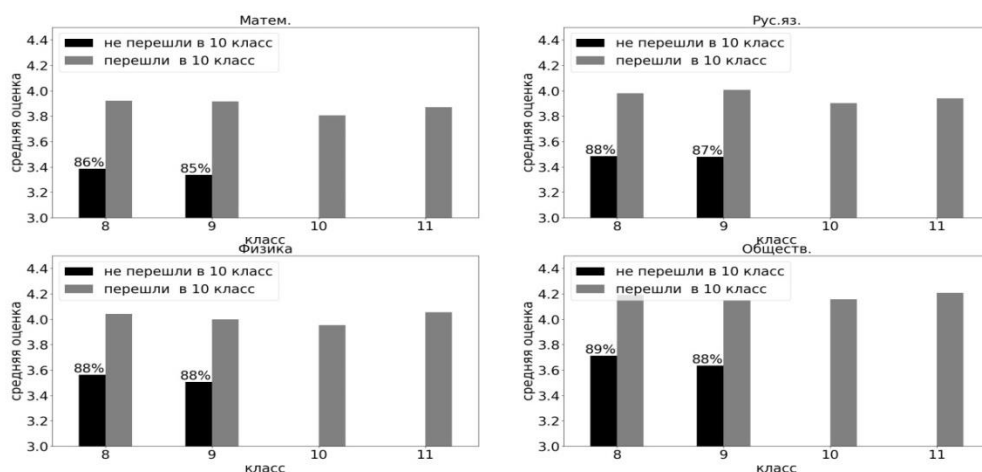 Матем.
средняя оценка
4.4
4.2
4.0
3.8
3.6
3.4
3.2
3.0
не перешли в 10 класс
перешли в 10 класс
86%
85%
8
9
10
11
класс
Рус.яз.
средняя оценка
4.4
4.2
4.0
3.8
3.6
3.4
3.2
3.0
не перешли в 10 класс
перешли в 10 класс
88%
87%
8
9
10
11
класс
Физика
средняя оценка
4.4
4.2
4.0
3.8
3.6
3.4
3.2
3.0
не перешли в 10 класс
перешли в 10 класс
88%
88%
8
9
10
11
класс
Обществ.
средняя оценка
4.4
4.2
4.0
3.8
3.6
3.4
3.2
3.0
не перешли в 10 класс
перешли в 10 класс
89%
88%
8
9
10
11
класс